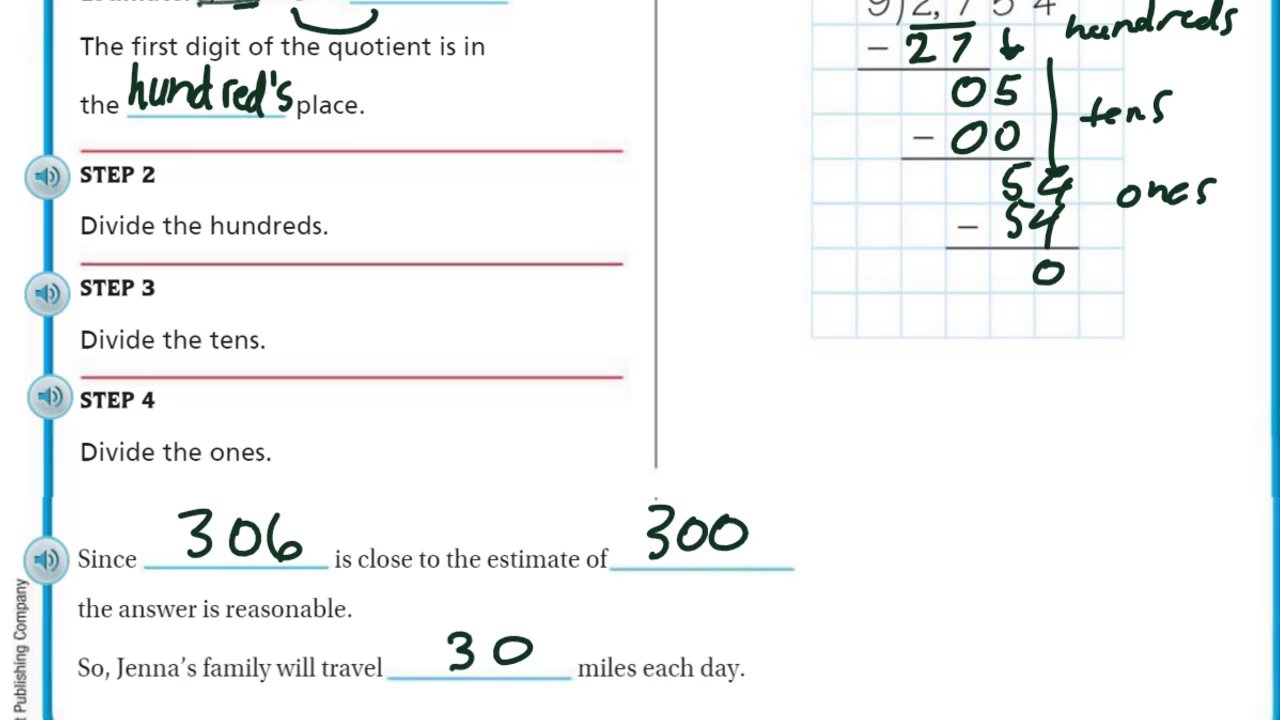 The first digit of the quotient is in
the hundred's place.
STEP 2
Divide the hundreds.
STEP 3
Divide the tens.
STEP 4
Divide the ones.
9)2,754
hundreds
- 27
05
tens
- 00
54
ones
- 54
0
Since 306 is close to the estimate of 300
the answer is reasonable.
So, Jenna's family will travel 30 miles each day.
t Publishing Company